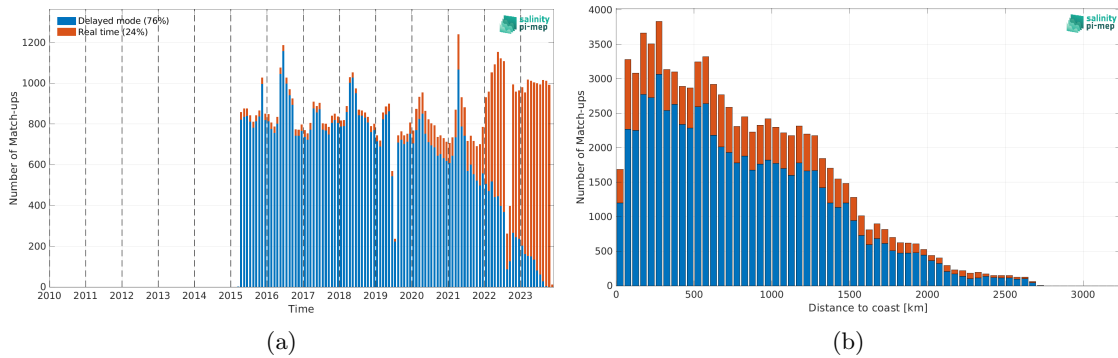 Delayed mode (76%)
Real time (24%)
salinity
pi-mep
Number of Match-ups
1200
1000
800
600
400
200
0
2010 2011 2012 2013 2014 2015 2016 2017 2018 2019 2020 2021 2022 2023
Time
(a)
salinity
pi-mep
Number of Match-ups
4000
3500
3000
2500
2000
1500
1000
500
0
0 500 1000 1500 2000 2500 3000
Distance to coast [km]
(b)